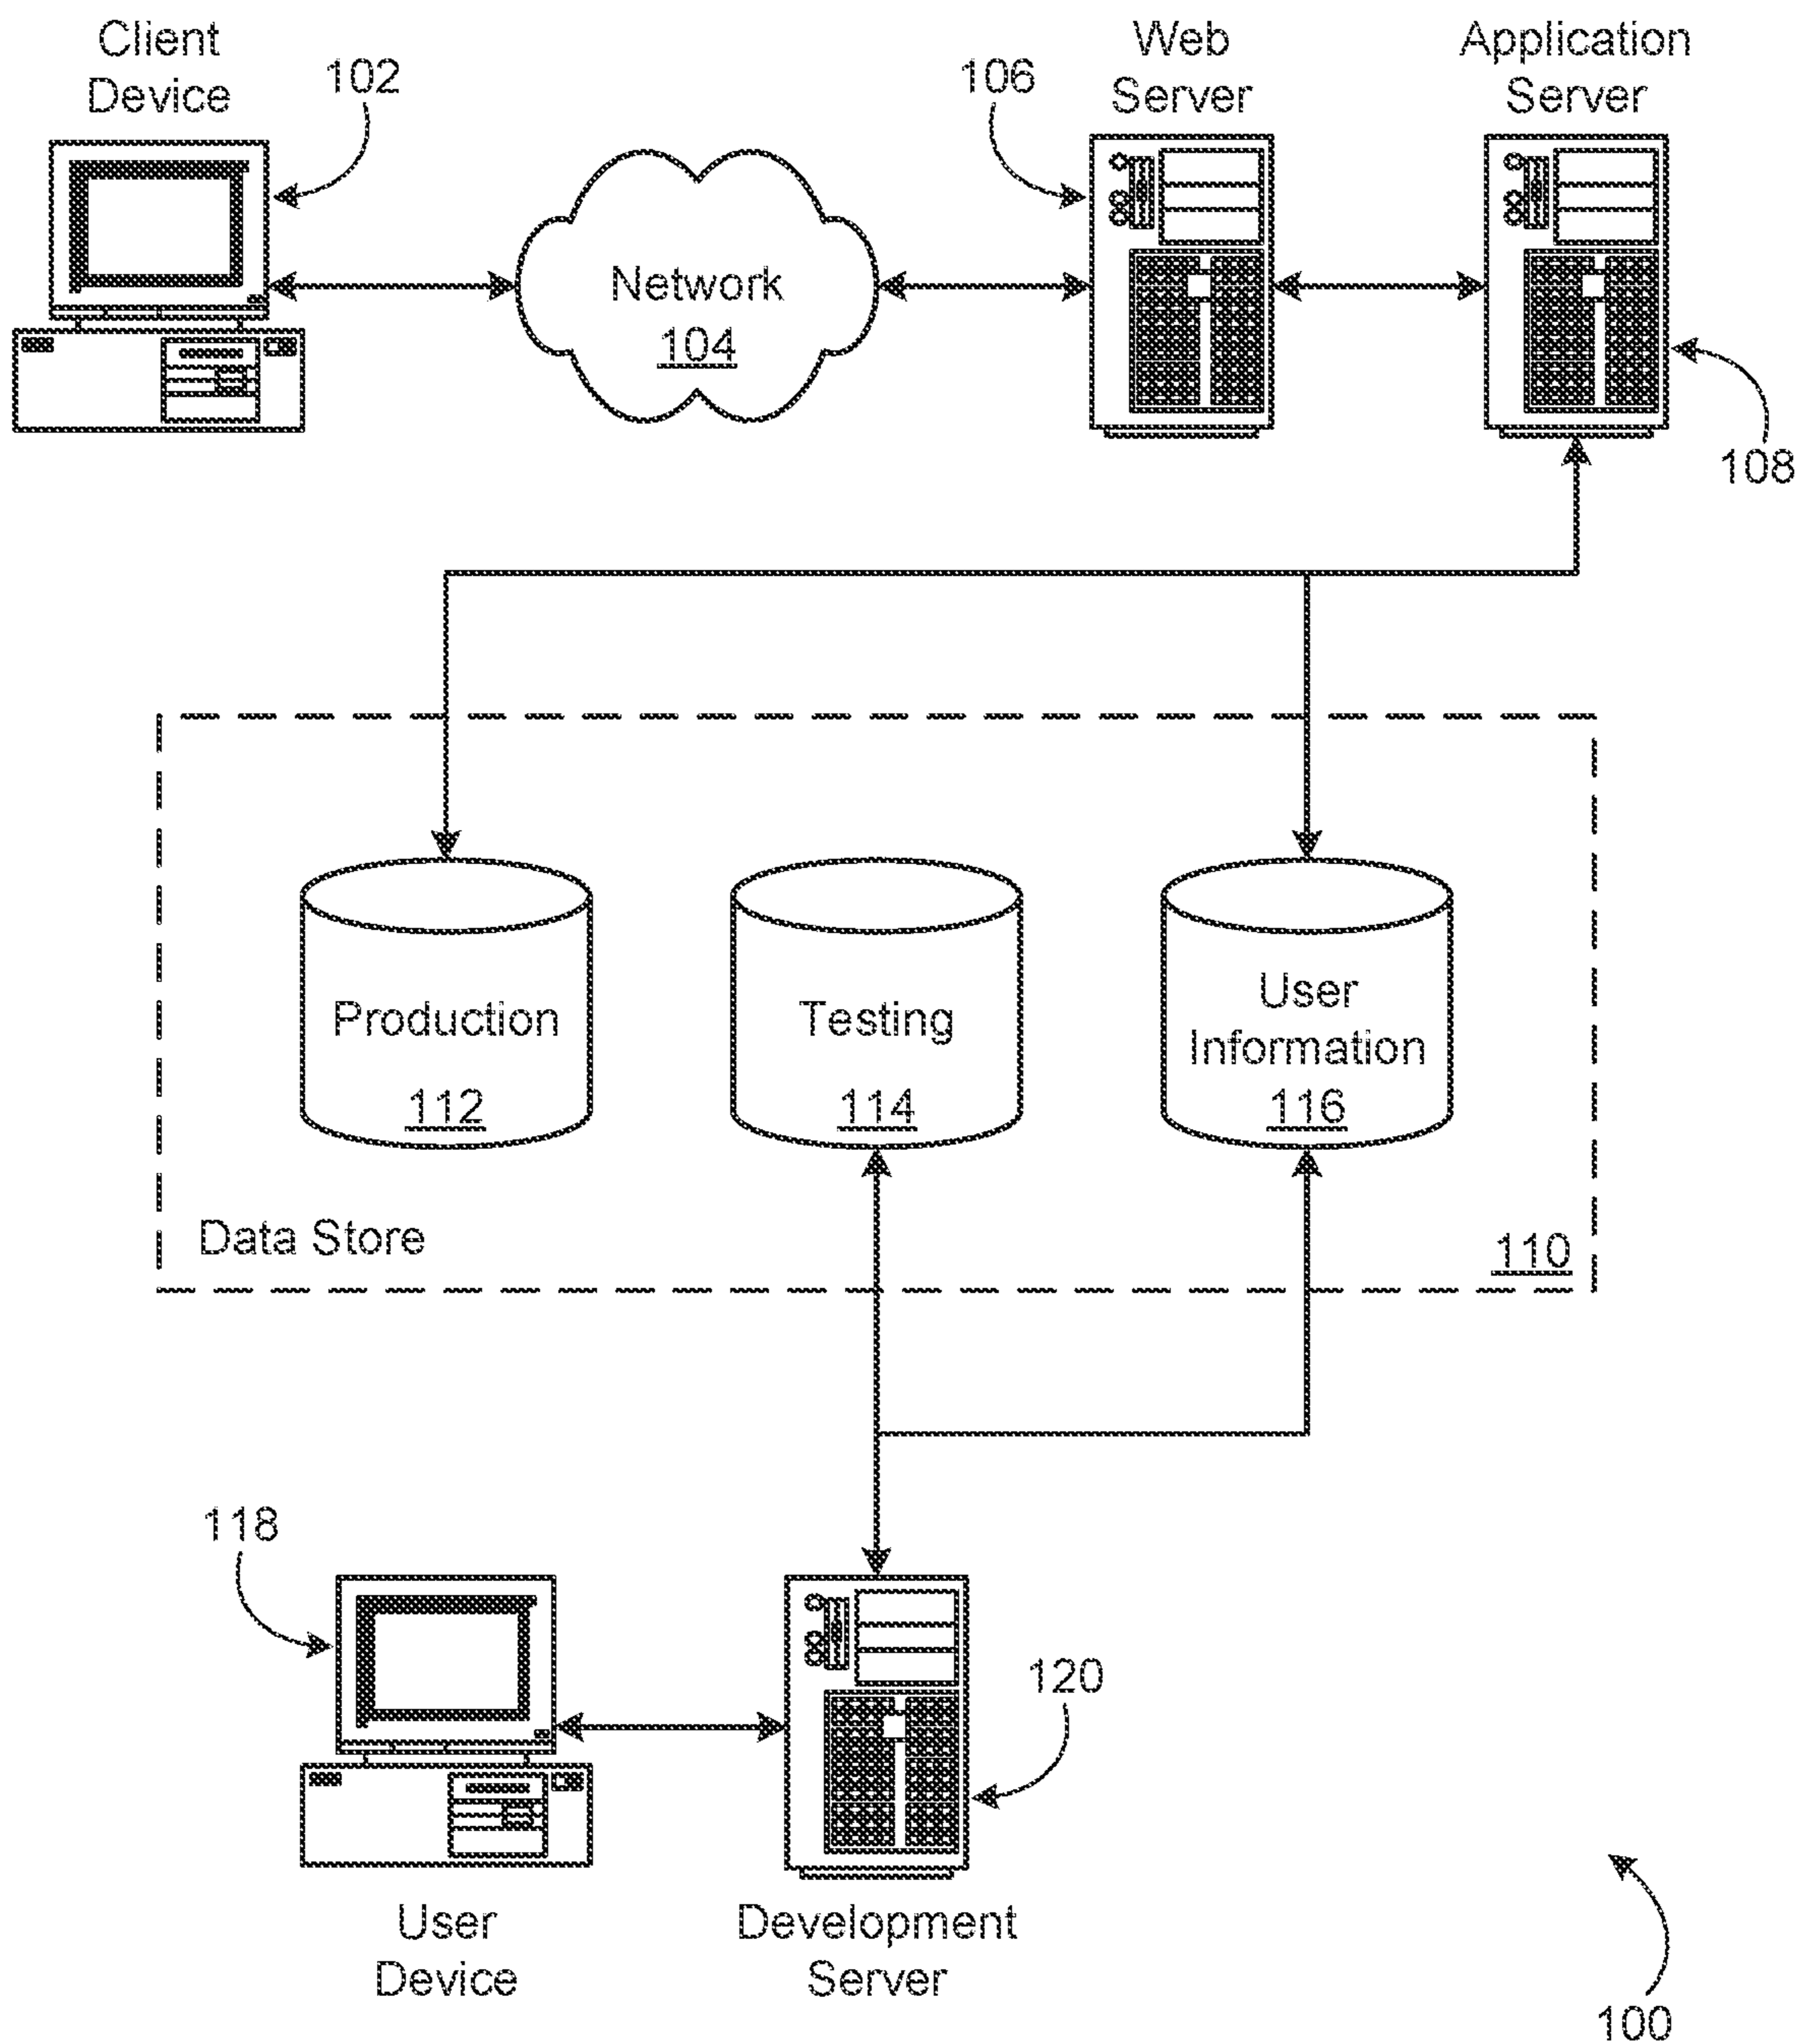 Client
Device
102
106
Web
Server
Application
Server
Network
104
108
Production
112
Testing
114
User
Information
116
Data Store
110
118
120
User
Device
Development
Server
100